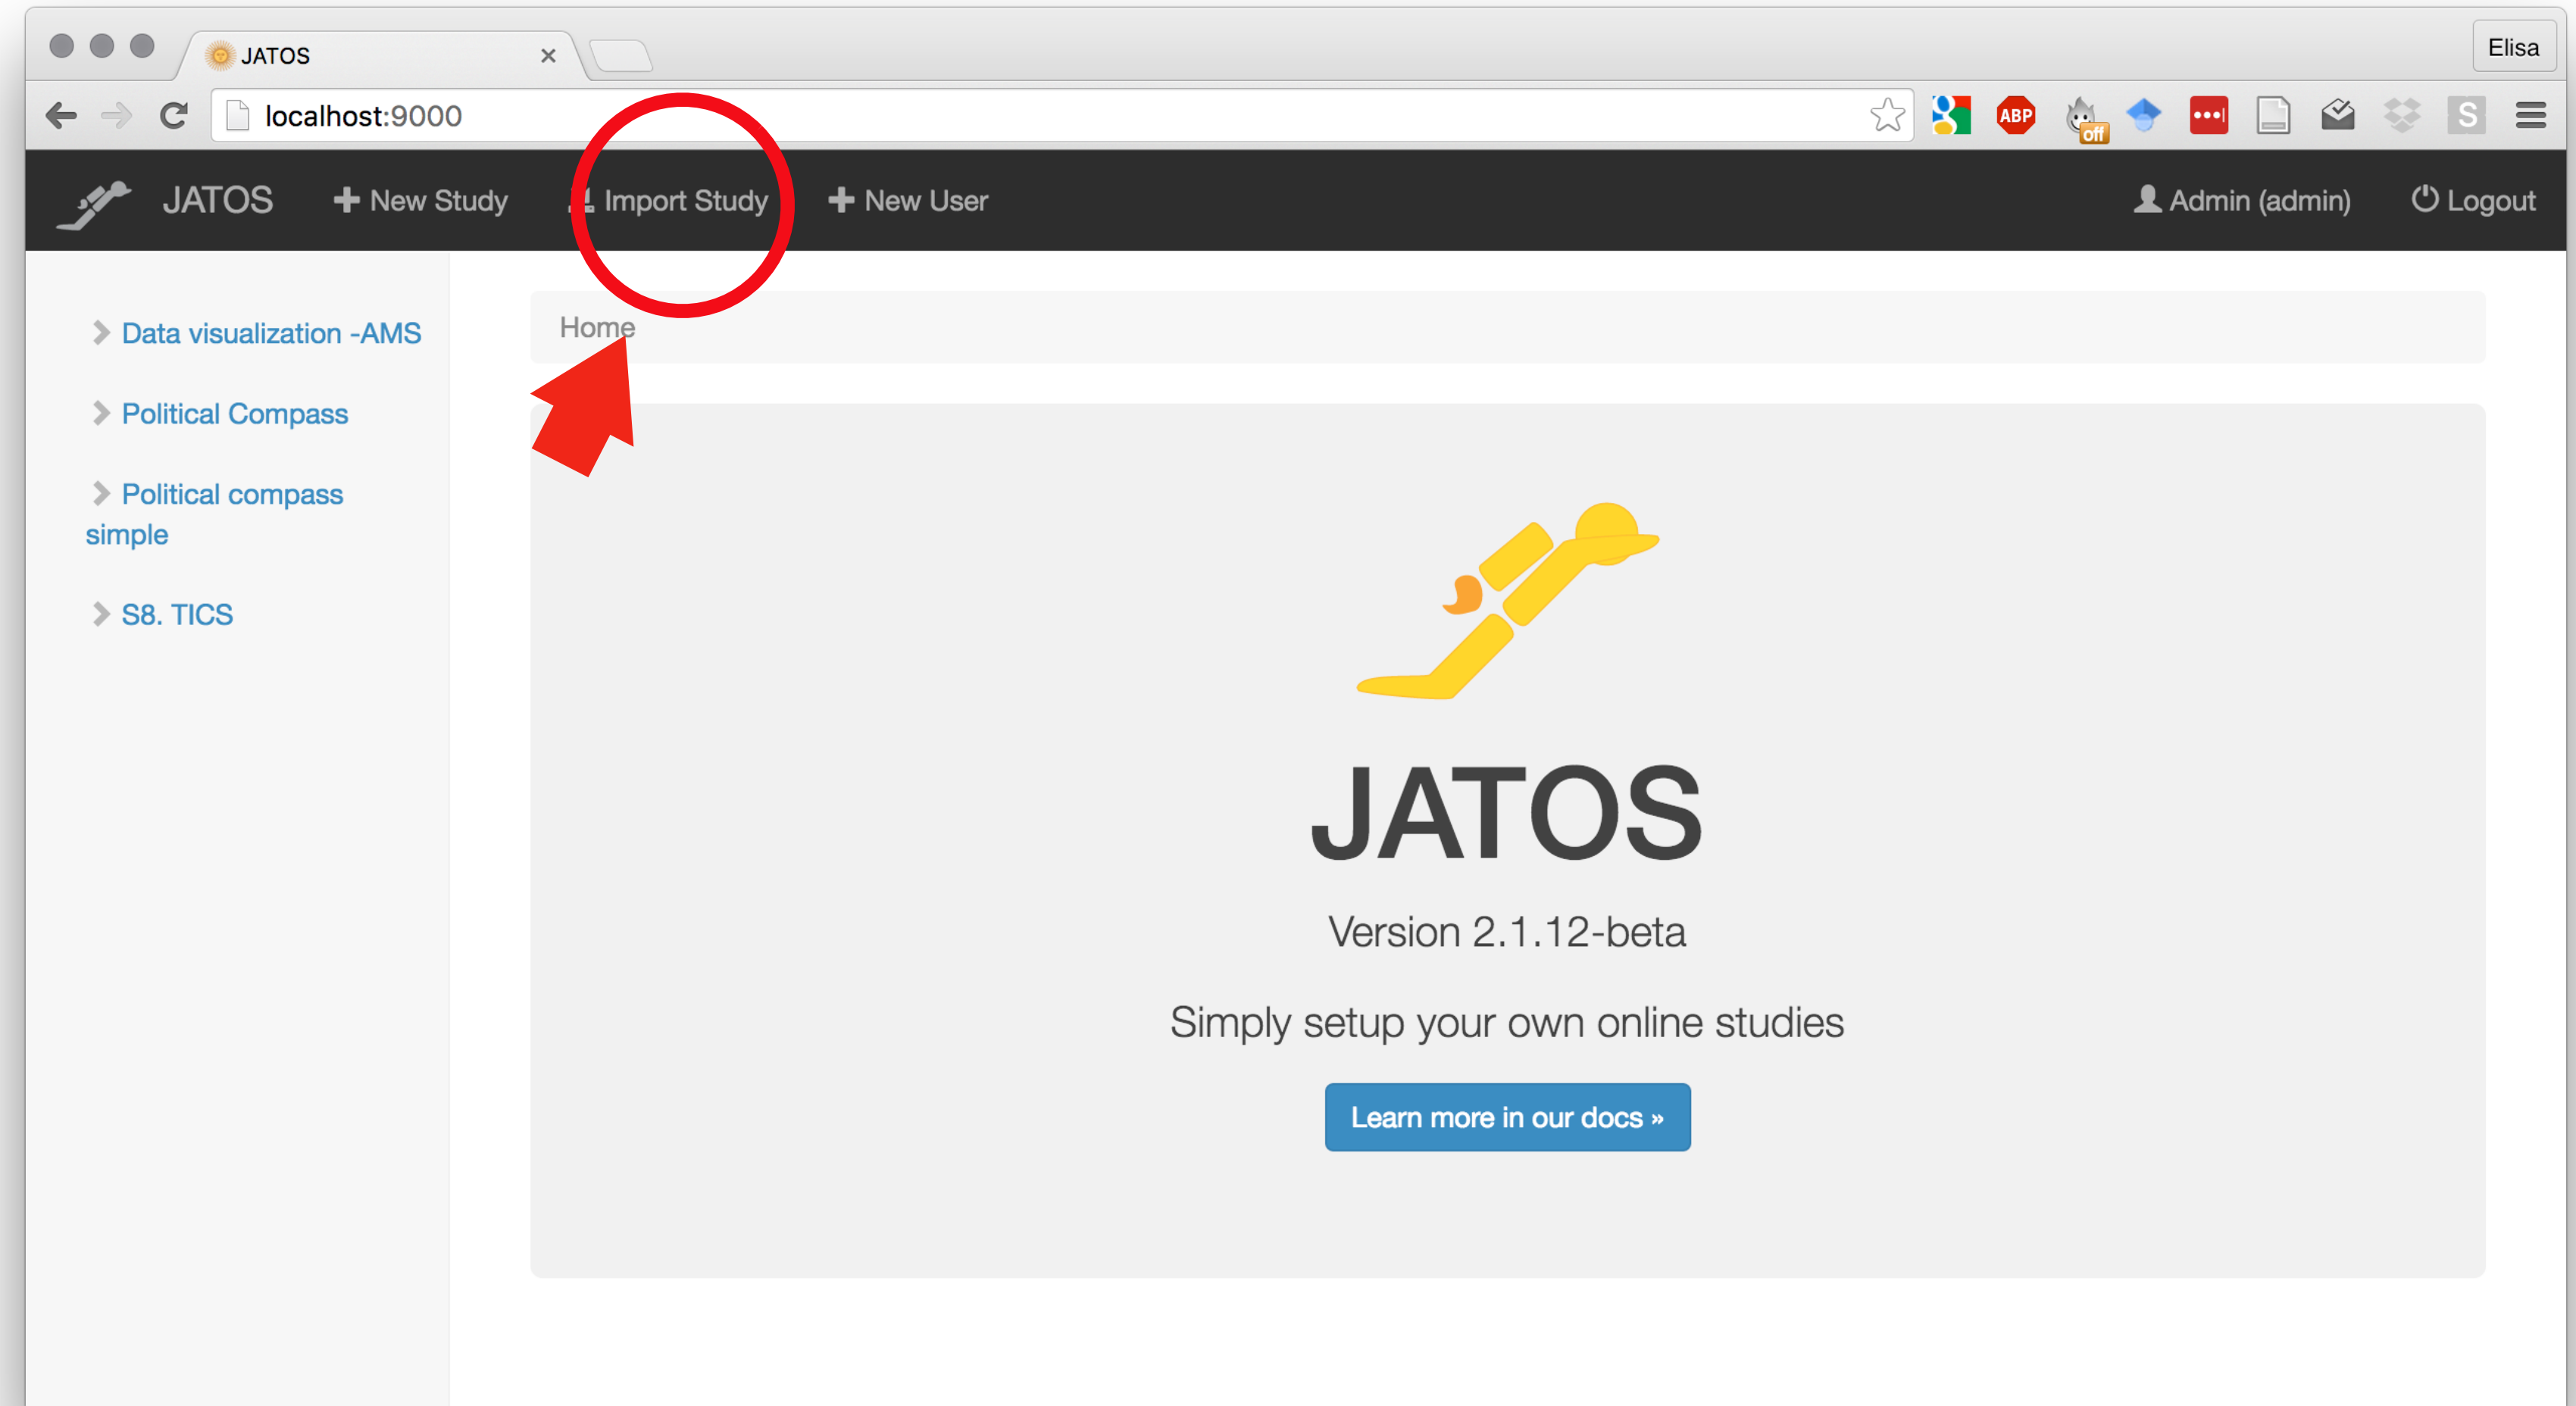 JATOS
Elisa
localhost:9000
ABP
off
S
JATOS
New Study
Import Study
New User
Admin (admin)
Logout
Data visualization -AMS
Political Compass
Political compass
simple
S8. TICS
Home
JATOS
Version 2.1.12-beta
Simply setup your own online studies
Learn more in our docs »